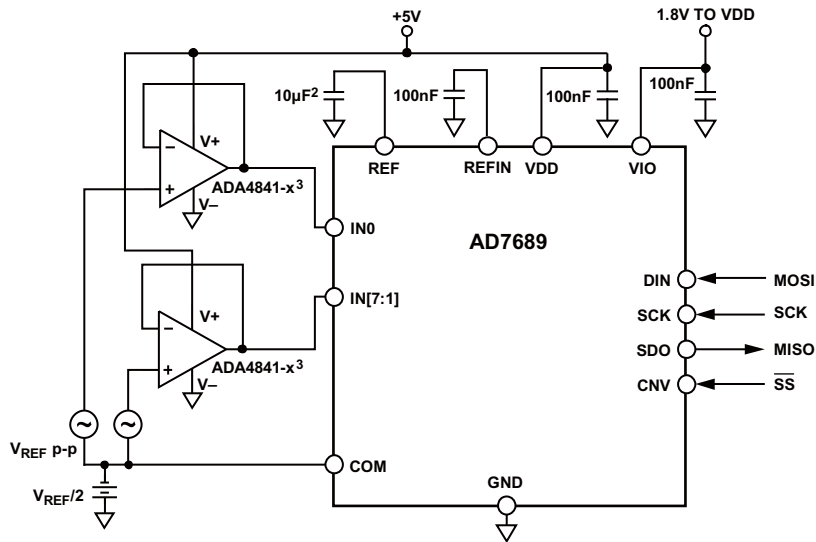 +5V
1.8V TO VDD
10µF²
100nF
100nF
100nF
V+
REF
REFIN
VDD
VIO
–
+
ADA4841-x³
V–
IN0
AD7689
IN[7:1]
DIN
MOSI
V+
SCK
SCK
–
SDO
MISO
+
ADA4841-x³
V–
CNV
S̅S̅
~
~
VREF p-p
COM
VREF/2
GND